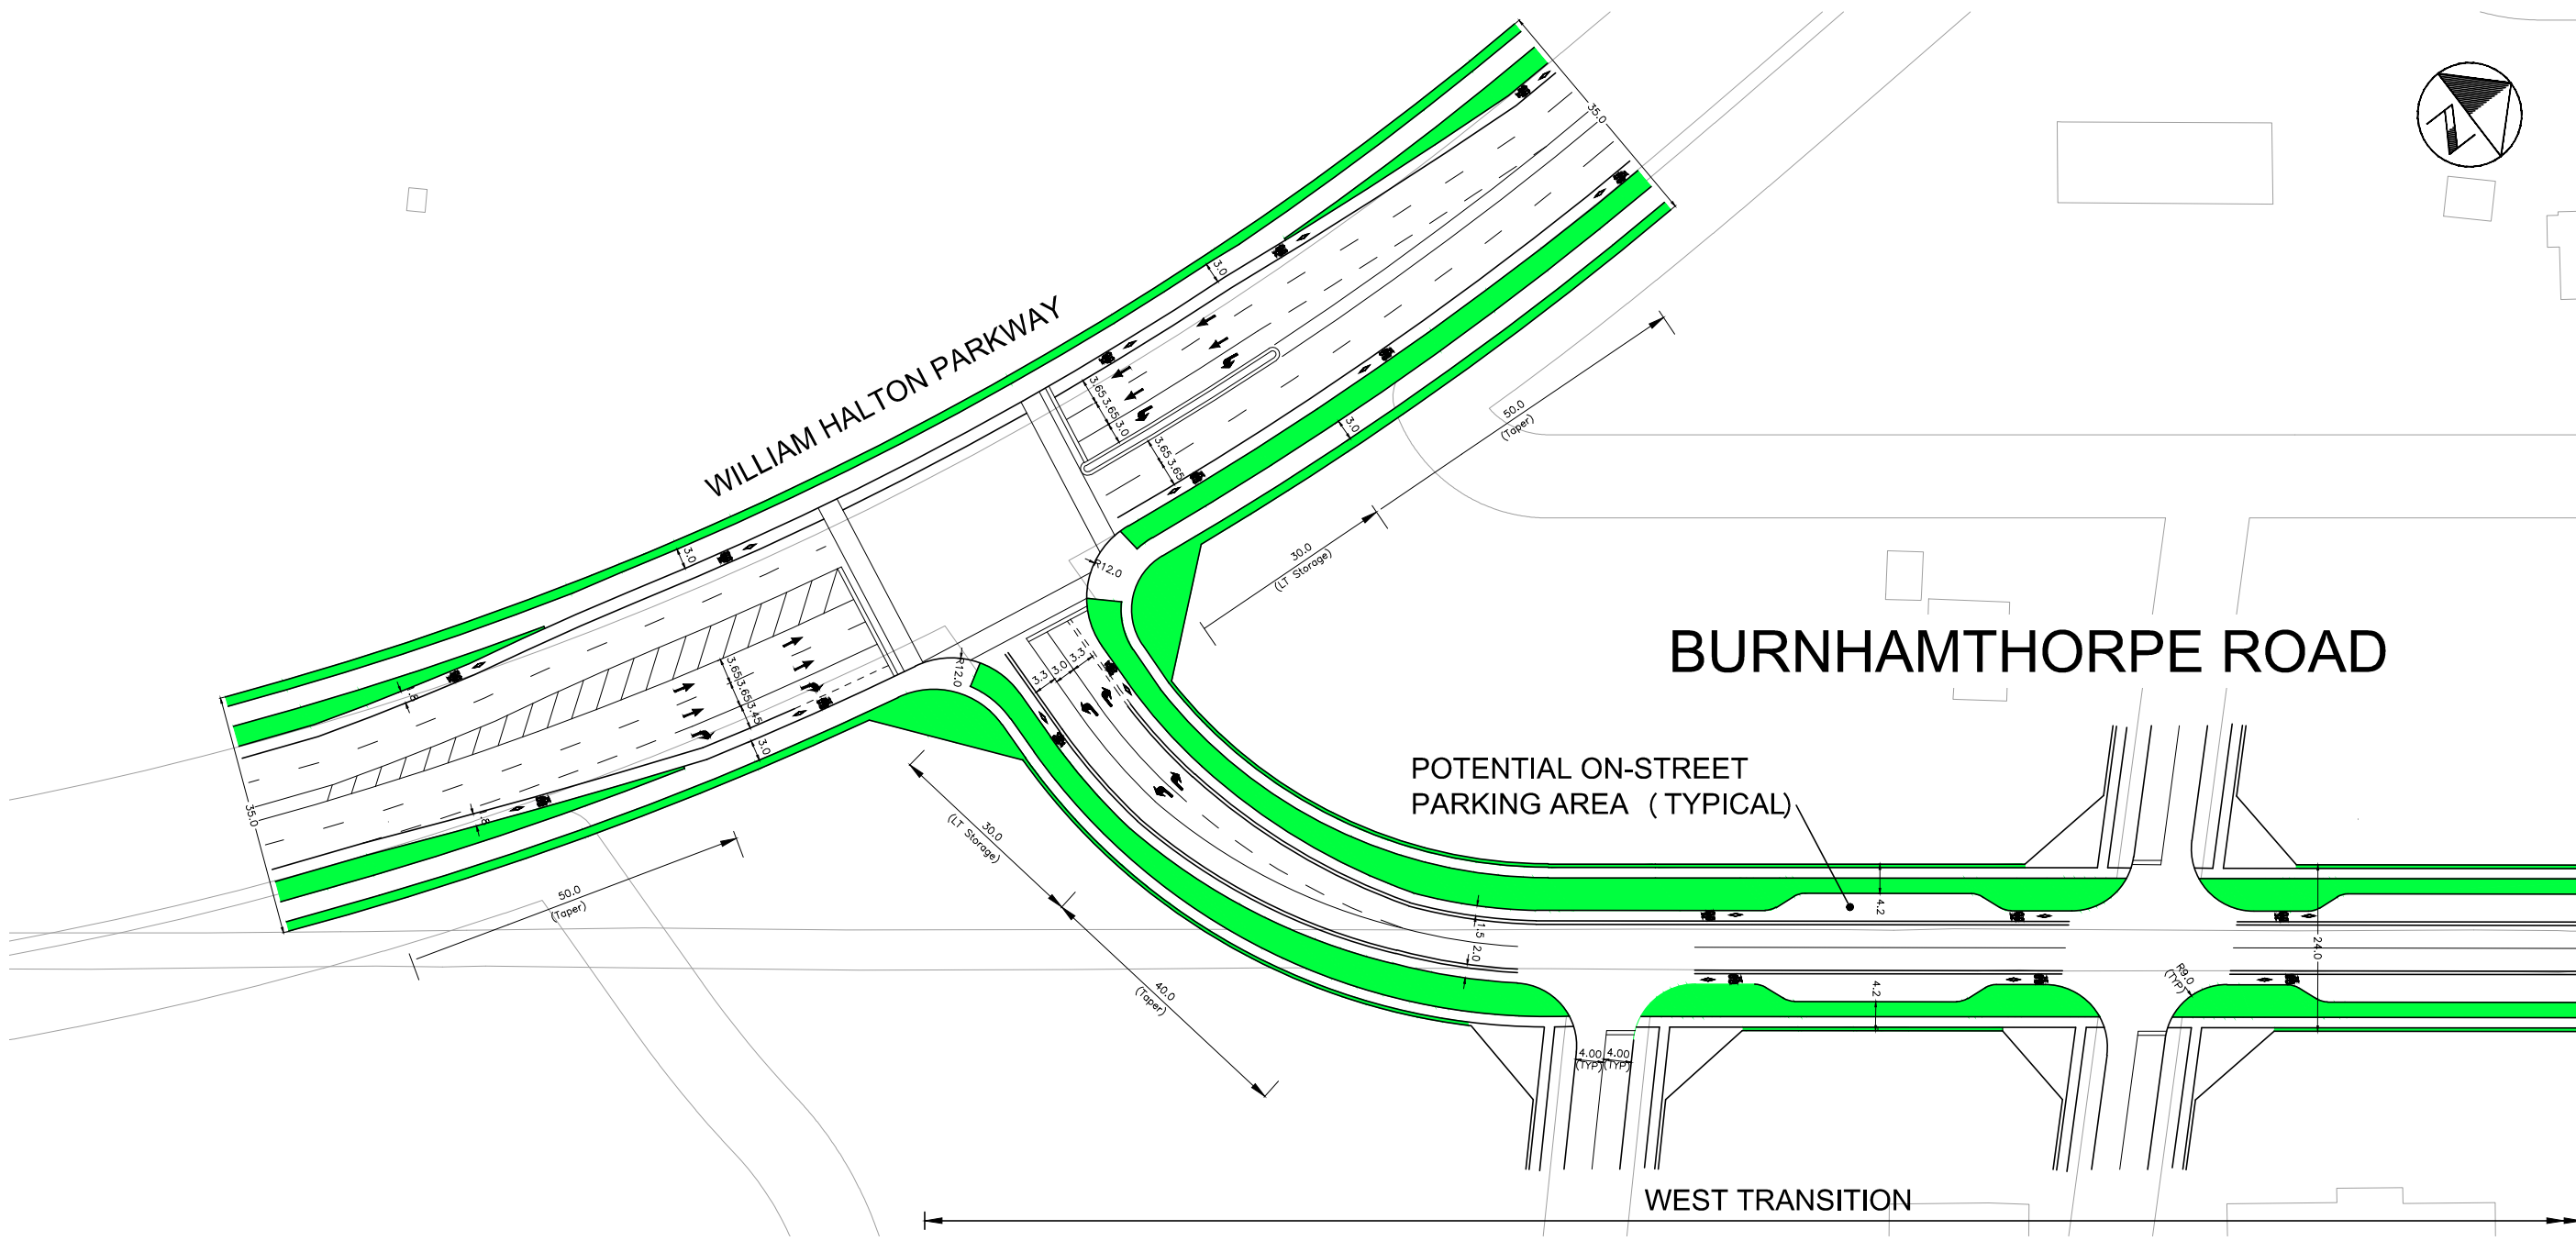 35.0
3.0
WILLIAM HALTON PARKWAY
3.65
3.65
3.0
3.65
3.65
3.0
50.0
(Taper)
30.0
(LT Storage)
R12.0
3.0
BURNHAMTHORPE ROAD
R12.0
3.3
3.0
3.3
3.65
3.65
3.45
3.0
35.0
POTENTIAL ON-STREET
PARKING AREA (TYPICAL)
30.0
(LT Storage)
50.0
(Taper)
40.0
(Taper)
1.5
2.0
4.2
4.2
24.0
R9.0
(TYP)
4.00
(TYP)
4.00
(TYP)
WEST TRANSITION